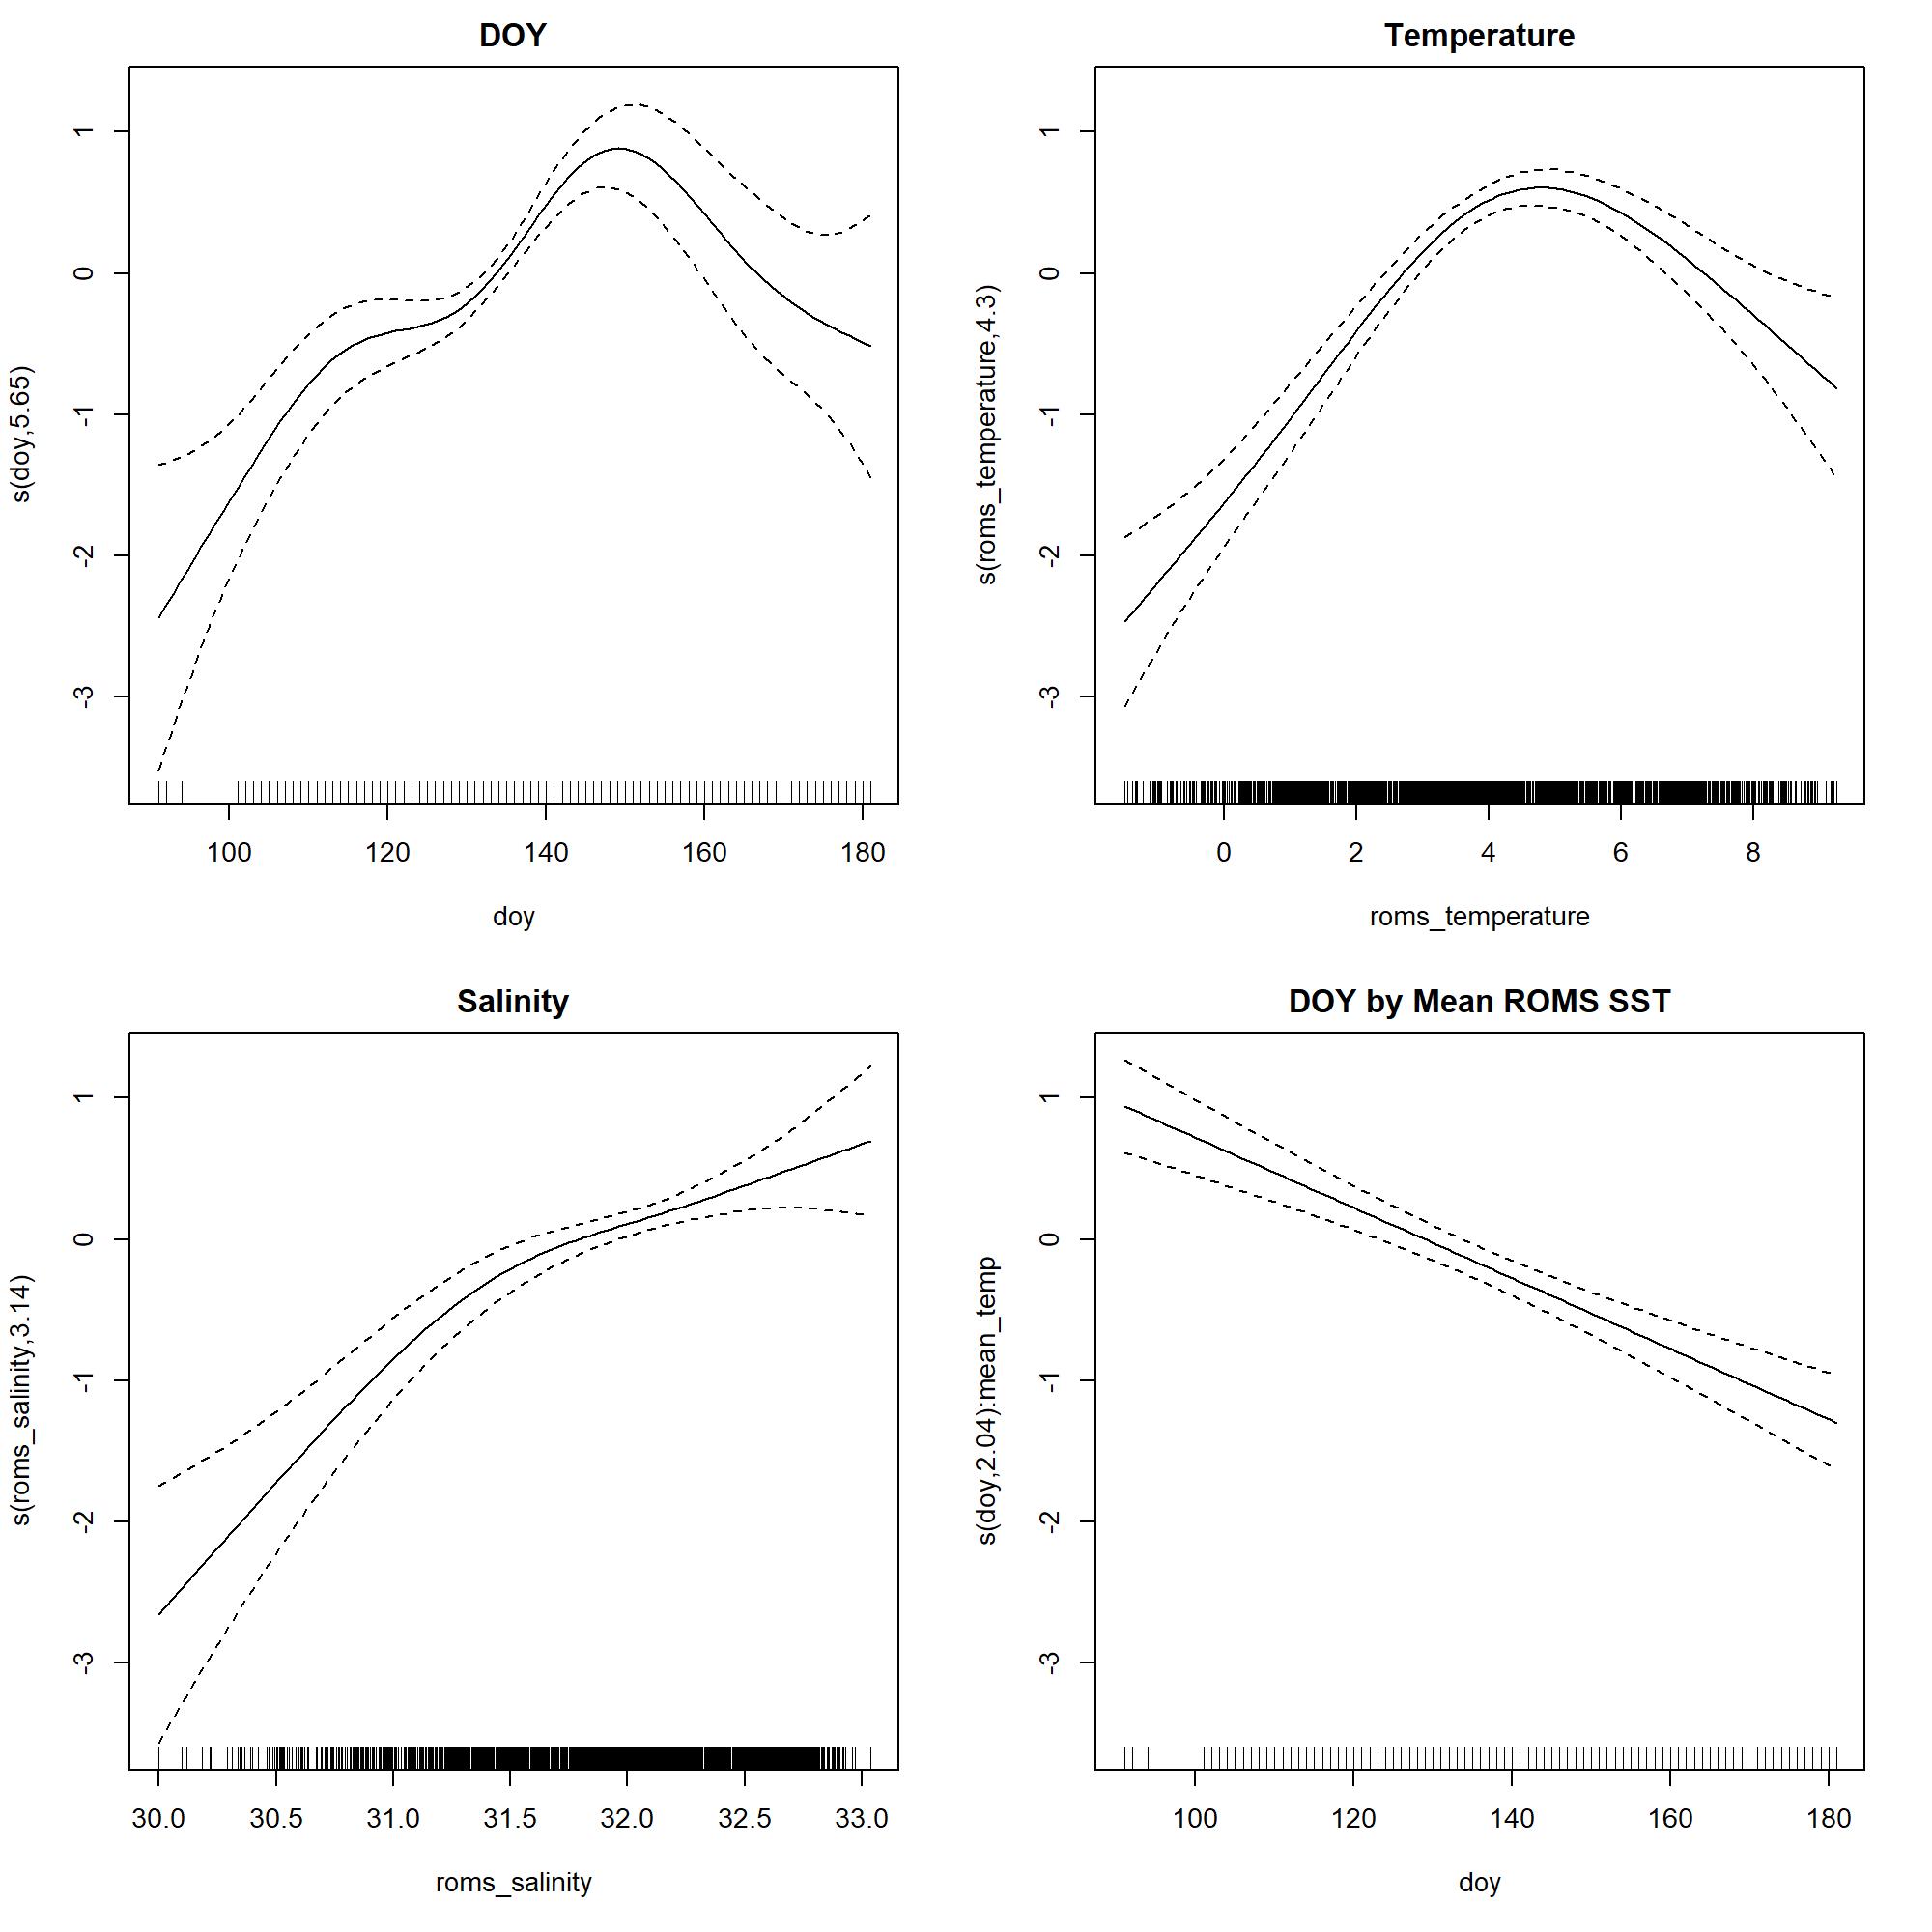 DOY
s(doy,5.65)
1
0
-1
-2
-3
100 120 140 160 180
doy
Temperature
s(roms_temperature,4.3)
1
0
-1
-2
-3
0 2 4 6 8
roms_temperature
Salinity
s(roms_salinity,3.14)
1
0
-1
-2
-3
30.0 30.5 31.0 31.5 32.0 32.5 33.0
roms_salinity
DOY by Mean ROMS SST
s(doy,2.04):mean_temp
1
0
-1
-2
-3
100 120 140 160 180
doy